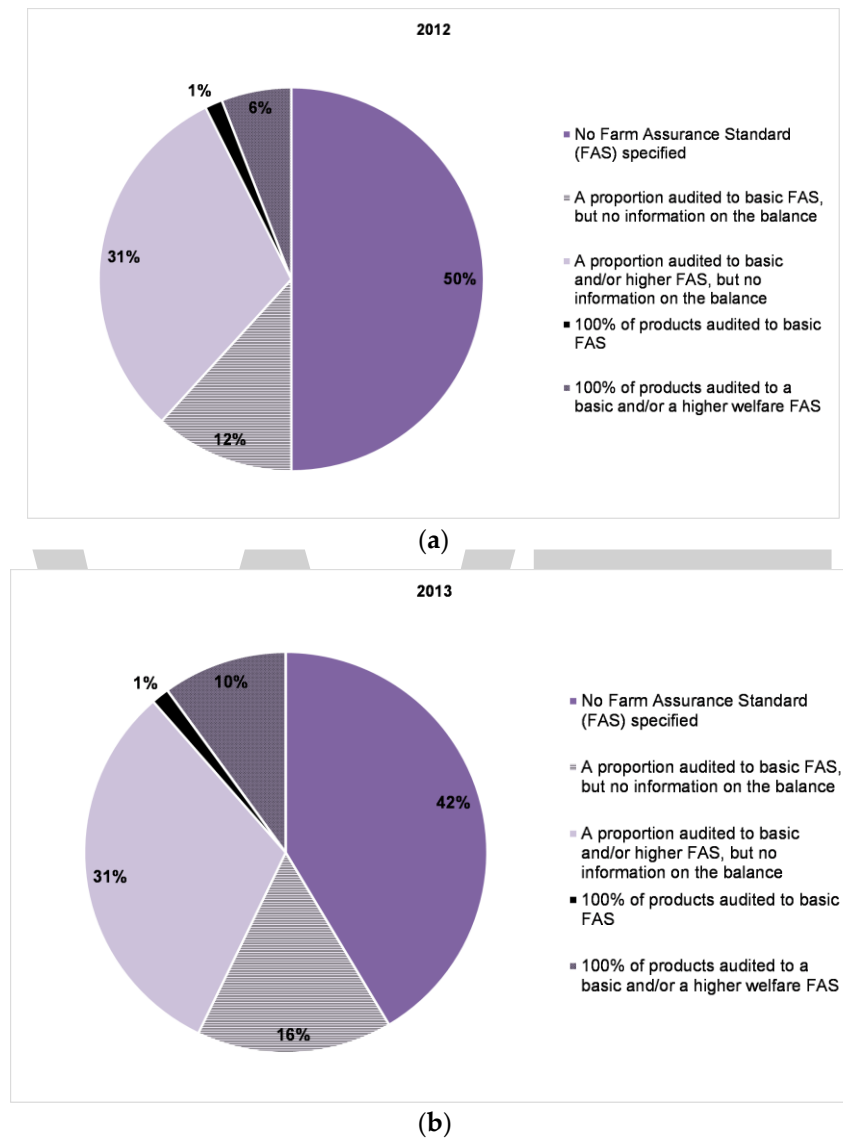 2012
1%
6%
31%
50%
12%
No Farm Assurance Standard
(FAS) specified
A proportion audited to basic FAS,
but no information on the balance
A proportion audited to basic
and/or higher FAS, but no
information on the balance
100% of products audited to basic
FAS
100% of products audited to a
basic and/or a higher welfare FAS
(a)
2013
1%
10%
42%
31%
16%
No Farm Assurance Standard
(FAS) specified
A proportion audited to basic FAS,
but no information on the balance
A proportion audited to basic
and/or higher FAS, but no
information on the balance
100% of products audited to basic
FAS
100% of products audited to a
basic and/or a higher welfare FAS
(b)